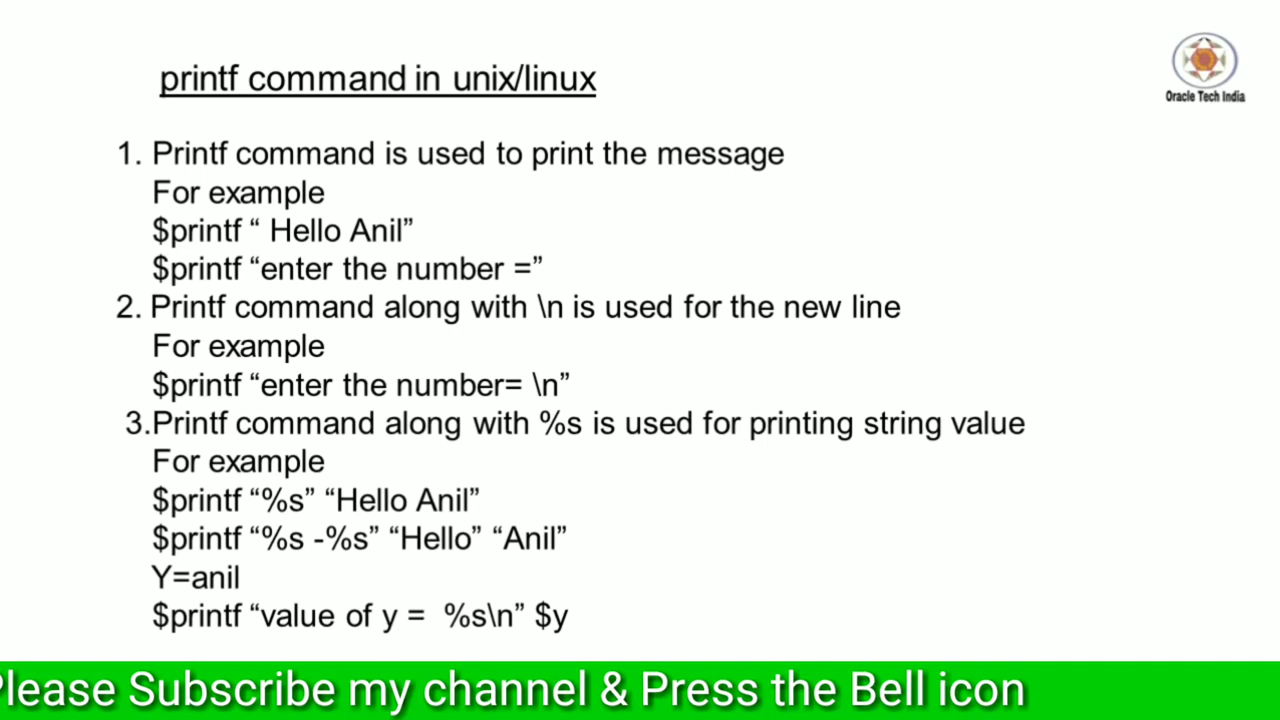 printf command in unix/linux
Oracle Tech India
1. Printf command is used to print the message
For example
$printf “ Hello Anil”
$printf “enter the number =”
2. Printf command along with \n is used for the new line
For example
$printf “enter the number= \n”
3.Printf command along with %s is used for printing string value
For example
$printf “%s” “Hello Anil”
$printf “%s -%s” “Hello” “Anil”
Y=anil
$printf “value of y =  %s\n” $y
Please Subscribe my channel & Press the Bell icon